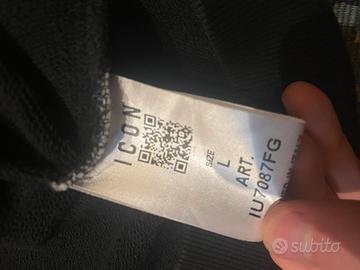 ICON
SIZE
L
ART.
IU7087FG
subito